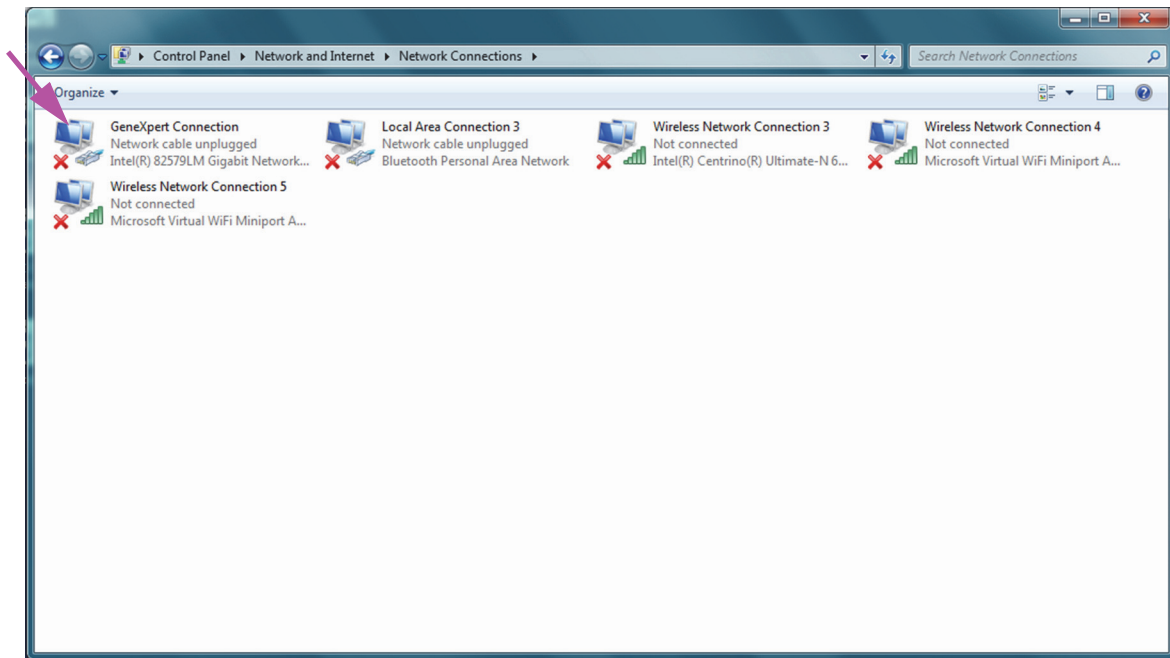 Control Panel ▸ Network and Internet ▸ Network Connections ▸
Search Network Connections
Organize
GeneXpert Connection
Network cable unplugged
Intel(R) 82579LM Gigabit Network...
Local Area Connection 3
Network cable unplugged
Bluetooth Personal Area Network
Wireless Network Connection 3
Not connected
Intel(R) Centrino(R) Ultimate-N 6...
Wireless Network Connection 4
Not connected
Microsoft Virtual WiFi Miniport A...
Wireless Network Connection 5
Not connected
Microsoft Virtual WiFi Miniport A...